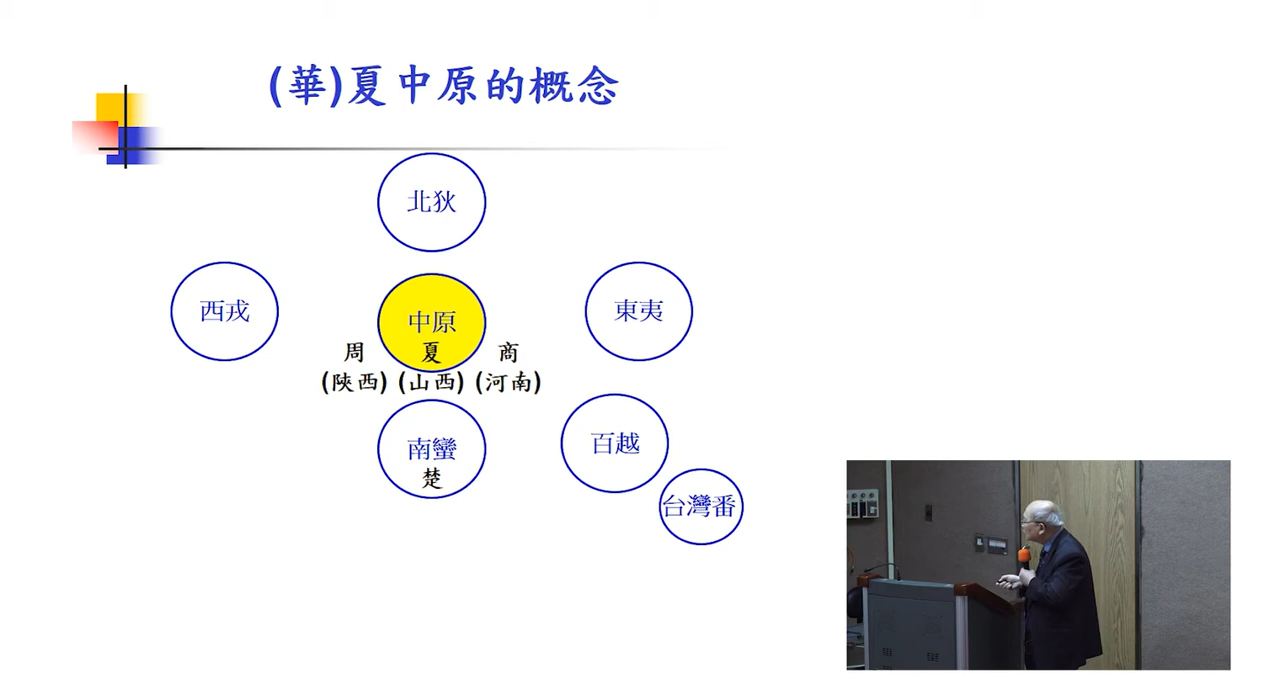 (華)夏中原的概念
北狄
西戎
中原
東夷
周
夏
商
(陝西)
(山西)
(河南)
南蠻
楚
百越
台灣番